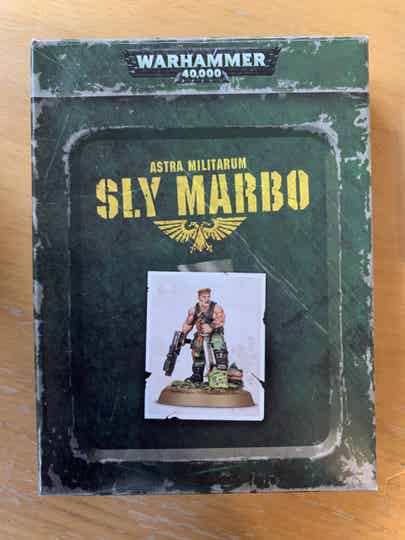 WARHAMMER
40,000
ASTRA MILITARUM
SLY MARBO